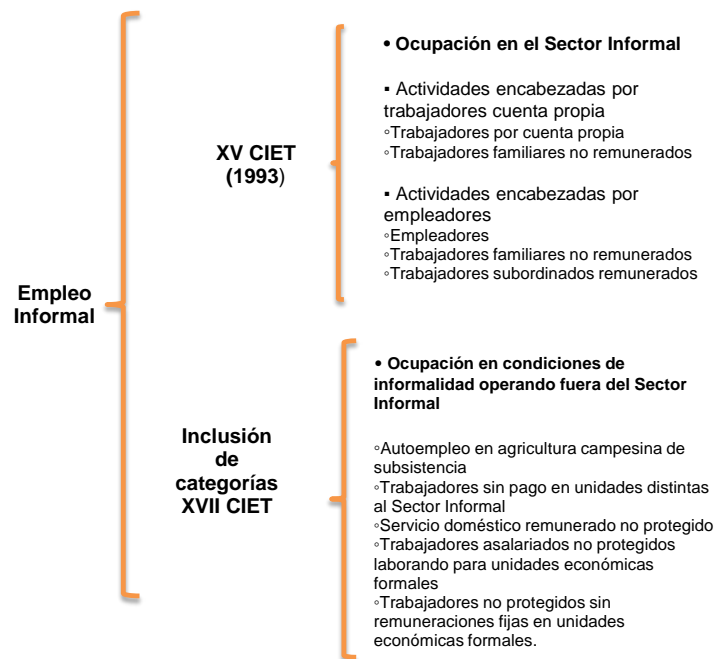 Empleo
Informal
XV CIET
(1993)
• Ocupación en el Sector Informal
▪ Actividades encabezadas por
trabajadores cuenta propia
◦Trabajadores por cuenta propia
◦Trabajadores familiares no remunerados
▪ Actividades encabezadas por
empleadores
◦Empleadores
◦Trabajadores familiares no remunerados
◦Trabajadores subordinados remunerados
Inclusión
de
categorías
XVII CIET
• Ocupación en condiciones de
informalidad operando fuera del Sector
Informal
◦Autoempleo en agricultura campesina de
subsistencia
◦Trabajadores sin pago en unidades distintas
al Sector Informal
◦Servicio doméstico remunerado no protegido
◦Trabajadores asalariados no protegidos
laborando para unidades económicas
formales
◦Trabajadores no protegidos sin
remuneraciones fijas en unidades
económicas formales.